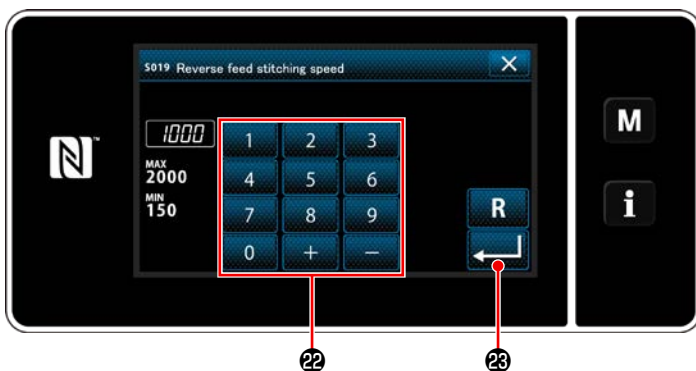 S019 Reverse feed stitching speed
1000
MAX
2000
MIN
150
1 2 3
4 5 6
7 8 9
0 + −
R
M
i
N
㉒ ㉓